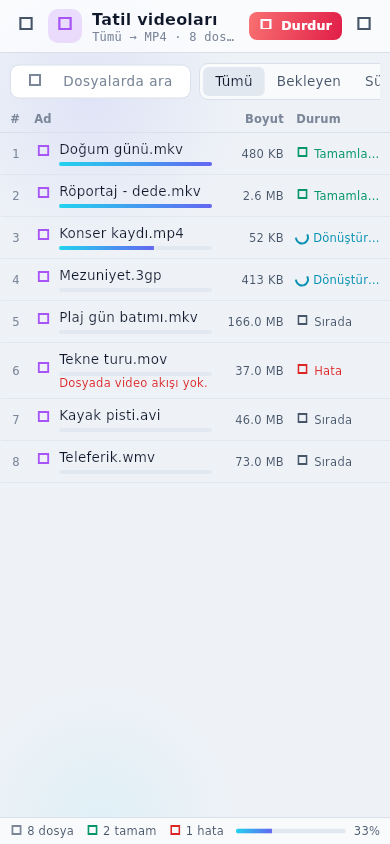 Tatil videoları
Tümü → MP4 · 8 dos…
Durdur
Dosyalarda ara
Tümü Bekleyen Sü
# Ad Boyut Durum
1 Doğum günü.mkv 480 KB Tamamla…
2 Röportaj - dede.mkv 2.6 MB Tamamla…
3 Konser kaydı.mp4 52 KB Dönüştür…
4 Mezuniyet.3gp 413 KB Dönüştür…
5 Plaj gün batımı.mkv 166.0 MB Sırada
6 Tekne turu.mov 37.0 MB Hata
Dosyada video akışı yok.
7 Kayak pisti.avi 46.0 MB Sırada
8 Teleferik.wmv 73.0 MB Sırada
8 dosya 2 tamam 1 hata 33%